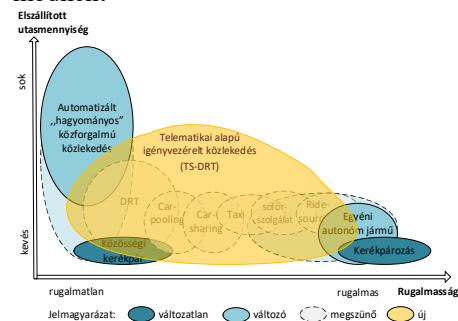 Elszállított
utasmennyiség
sok
Automatizált
„hagyományos”
közforgalmú
közlekedés
Telematikai alapú
igényvezérelt közlekedés
(TS-DRT)
DRT
Car-
pooling
Car-
sharing
Taxi
sofőr-
szolgálat
Ride-
Egyéni
autonóm jármű
Közösségi
kerékpár
Kerékpározás
kevés
rugalmatlan
rugalmas
Rugalmasság
Jelmagyarázat:
változatlan
változó
megszűnő
új